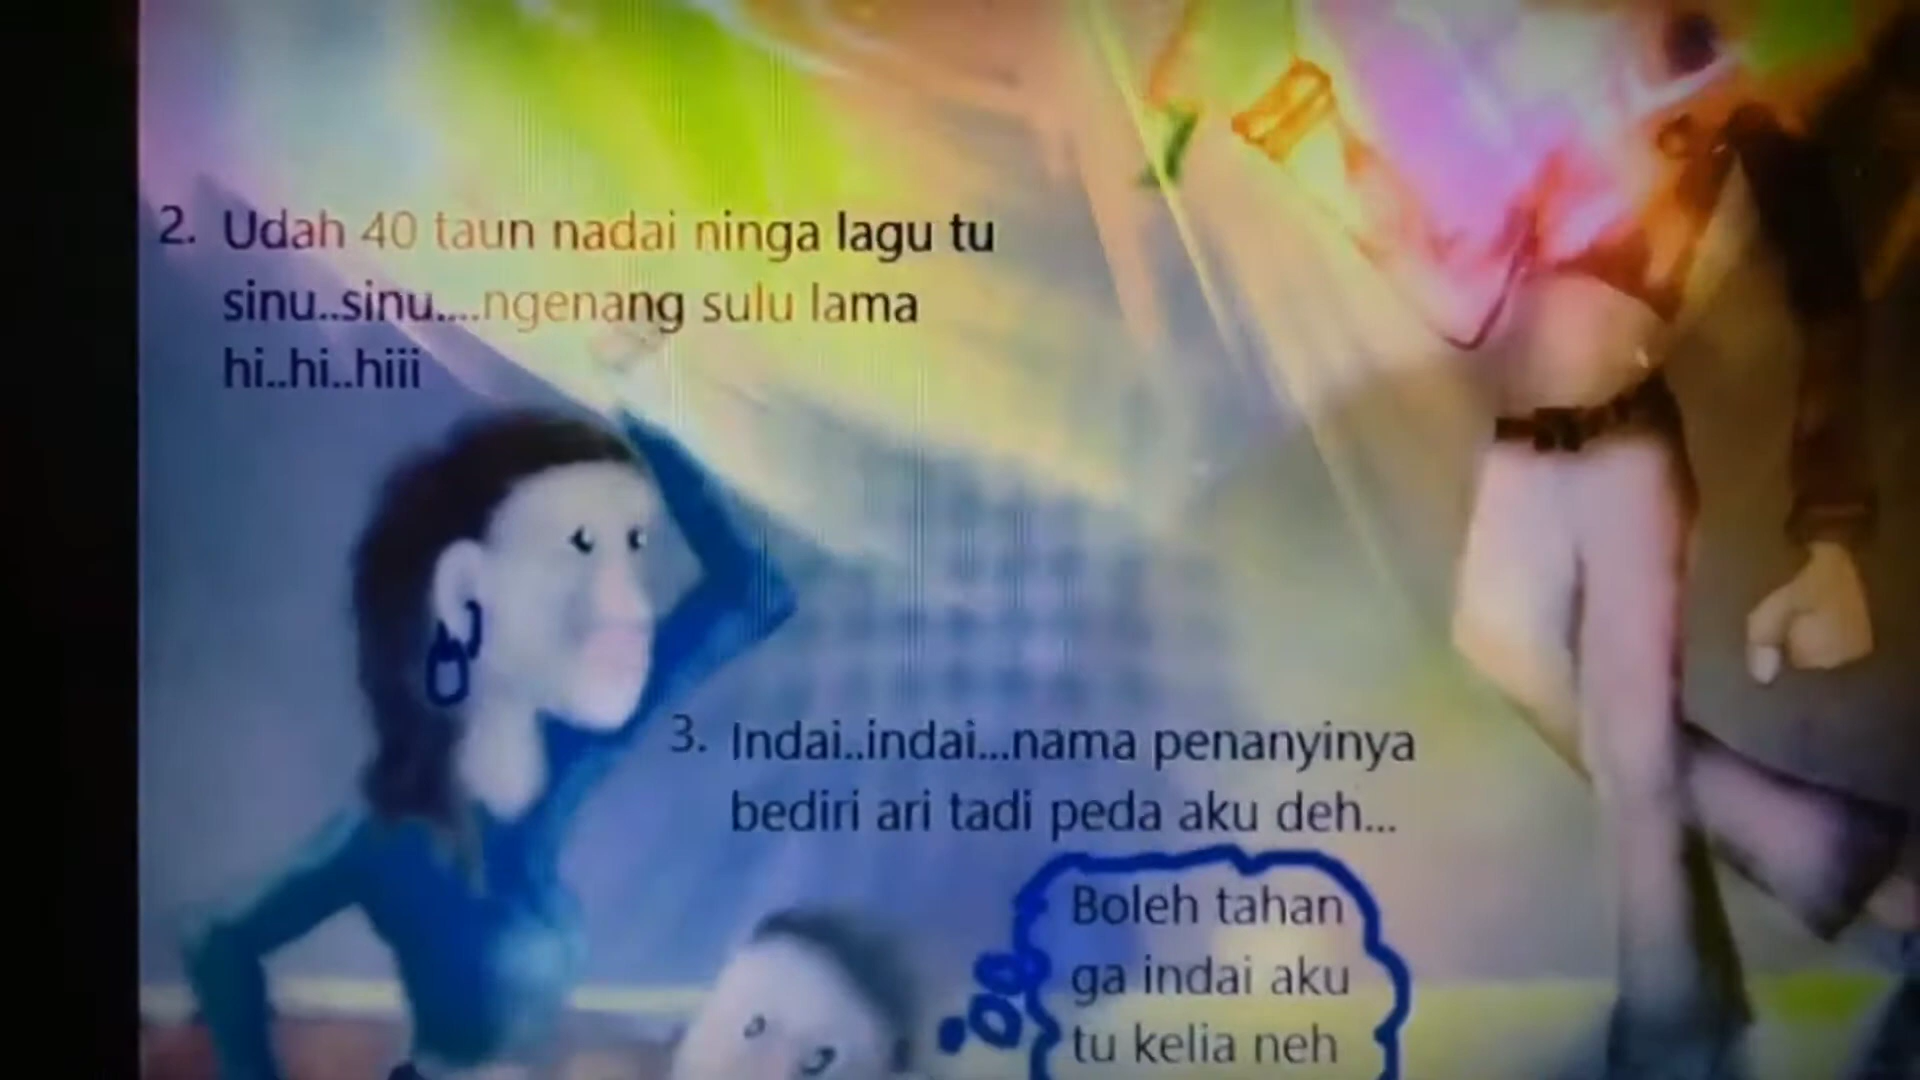 2. Udah 40 taun nadai ninga lagu tu
sinu..sinu....ngenang sulu lama
hi..hi..hiii
3. Indai..indai...nama penanyinya
bediri ari tadi peda aku deh...
Boleh tahan
ga indai aku
tu kelia neh